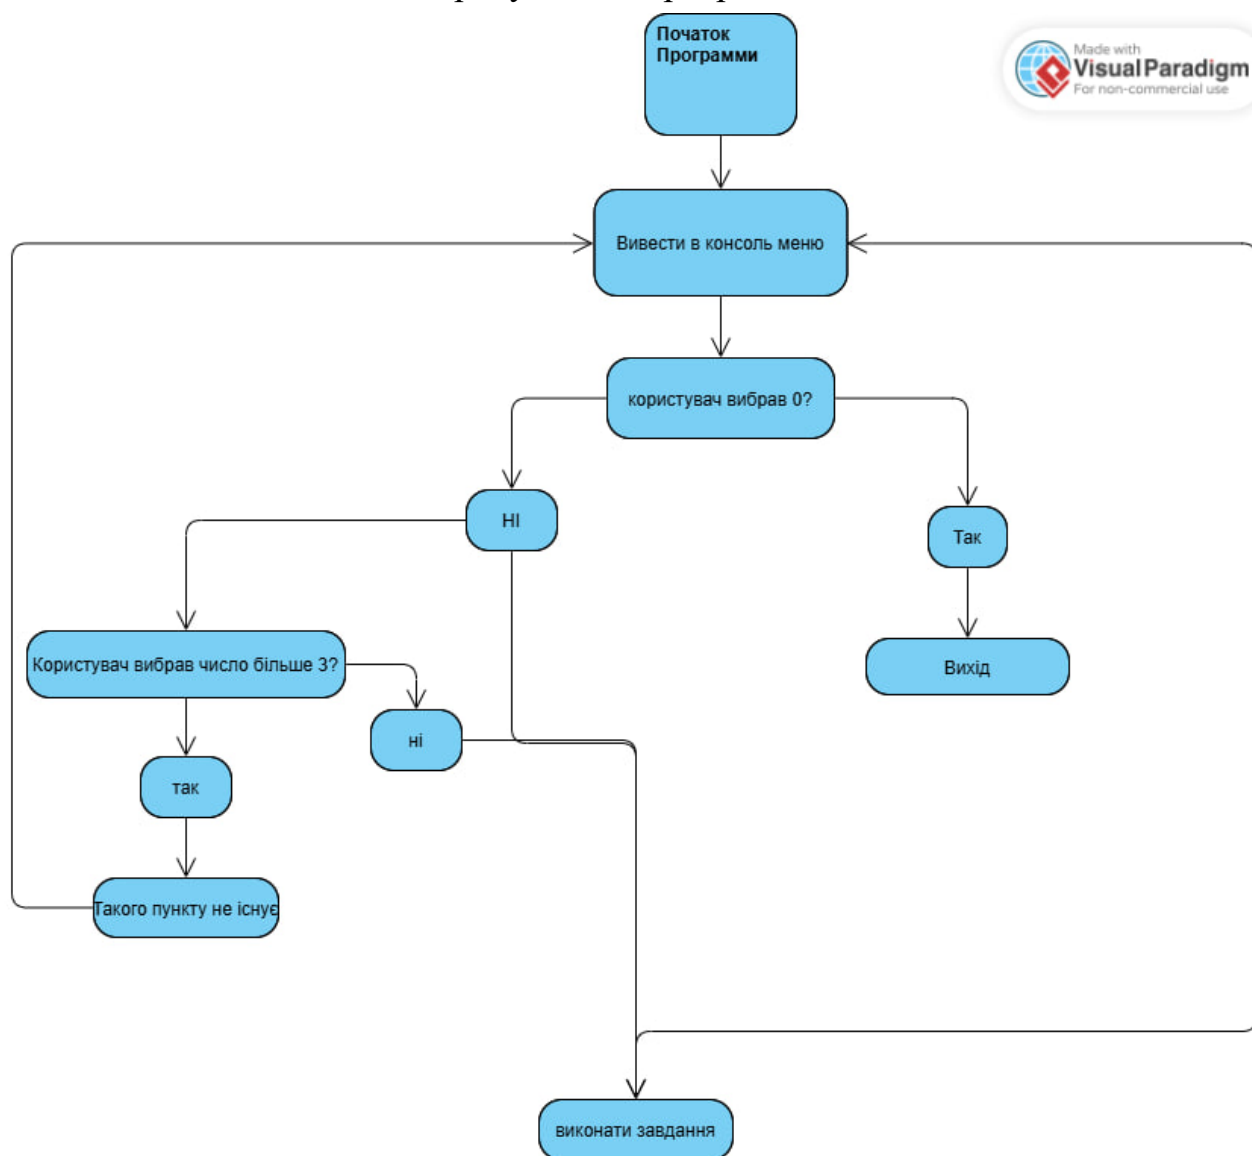 Початок
Программи
Made with
Visual Paradigm
For non-commercial use
Вивести в консоль меню
користувач вибрав 0?
НІ
Так
Користувач вибрав число більше 3?
Вихід
ні
так
Такого пункту не існує
виконати завдання